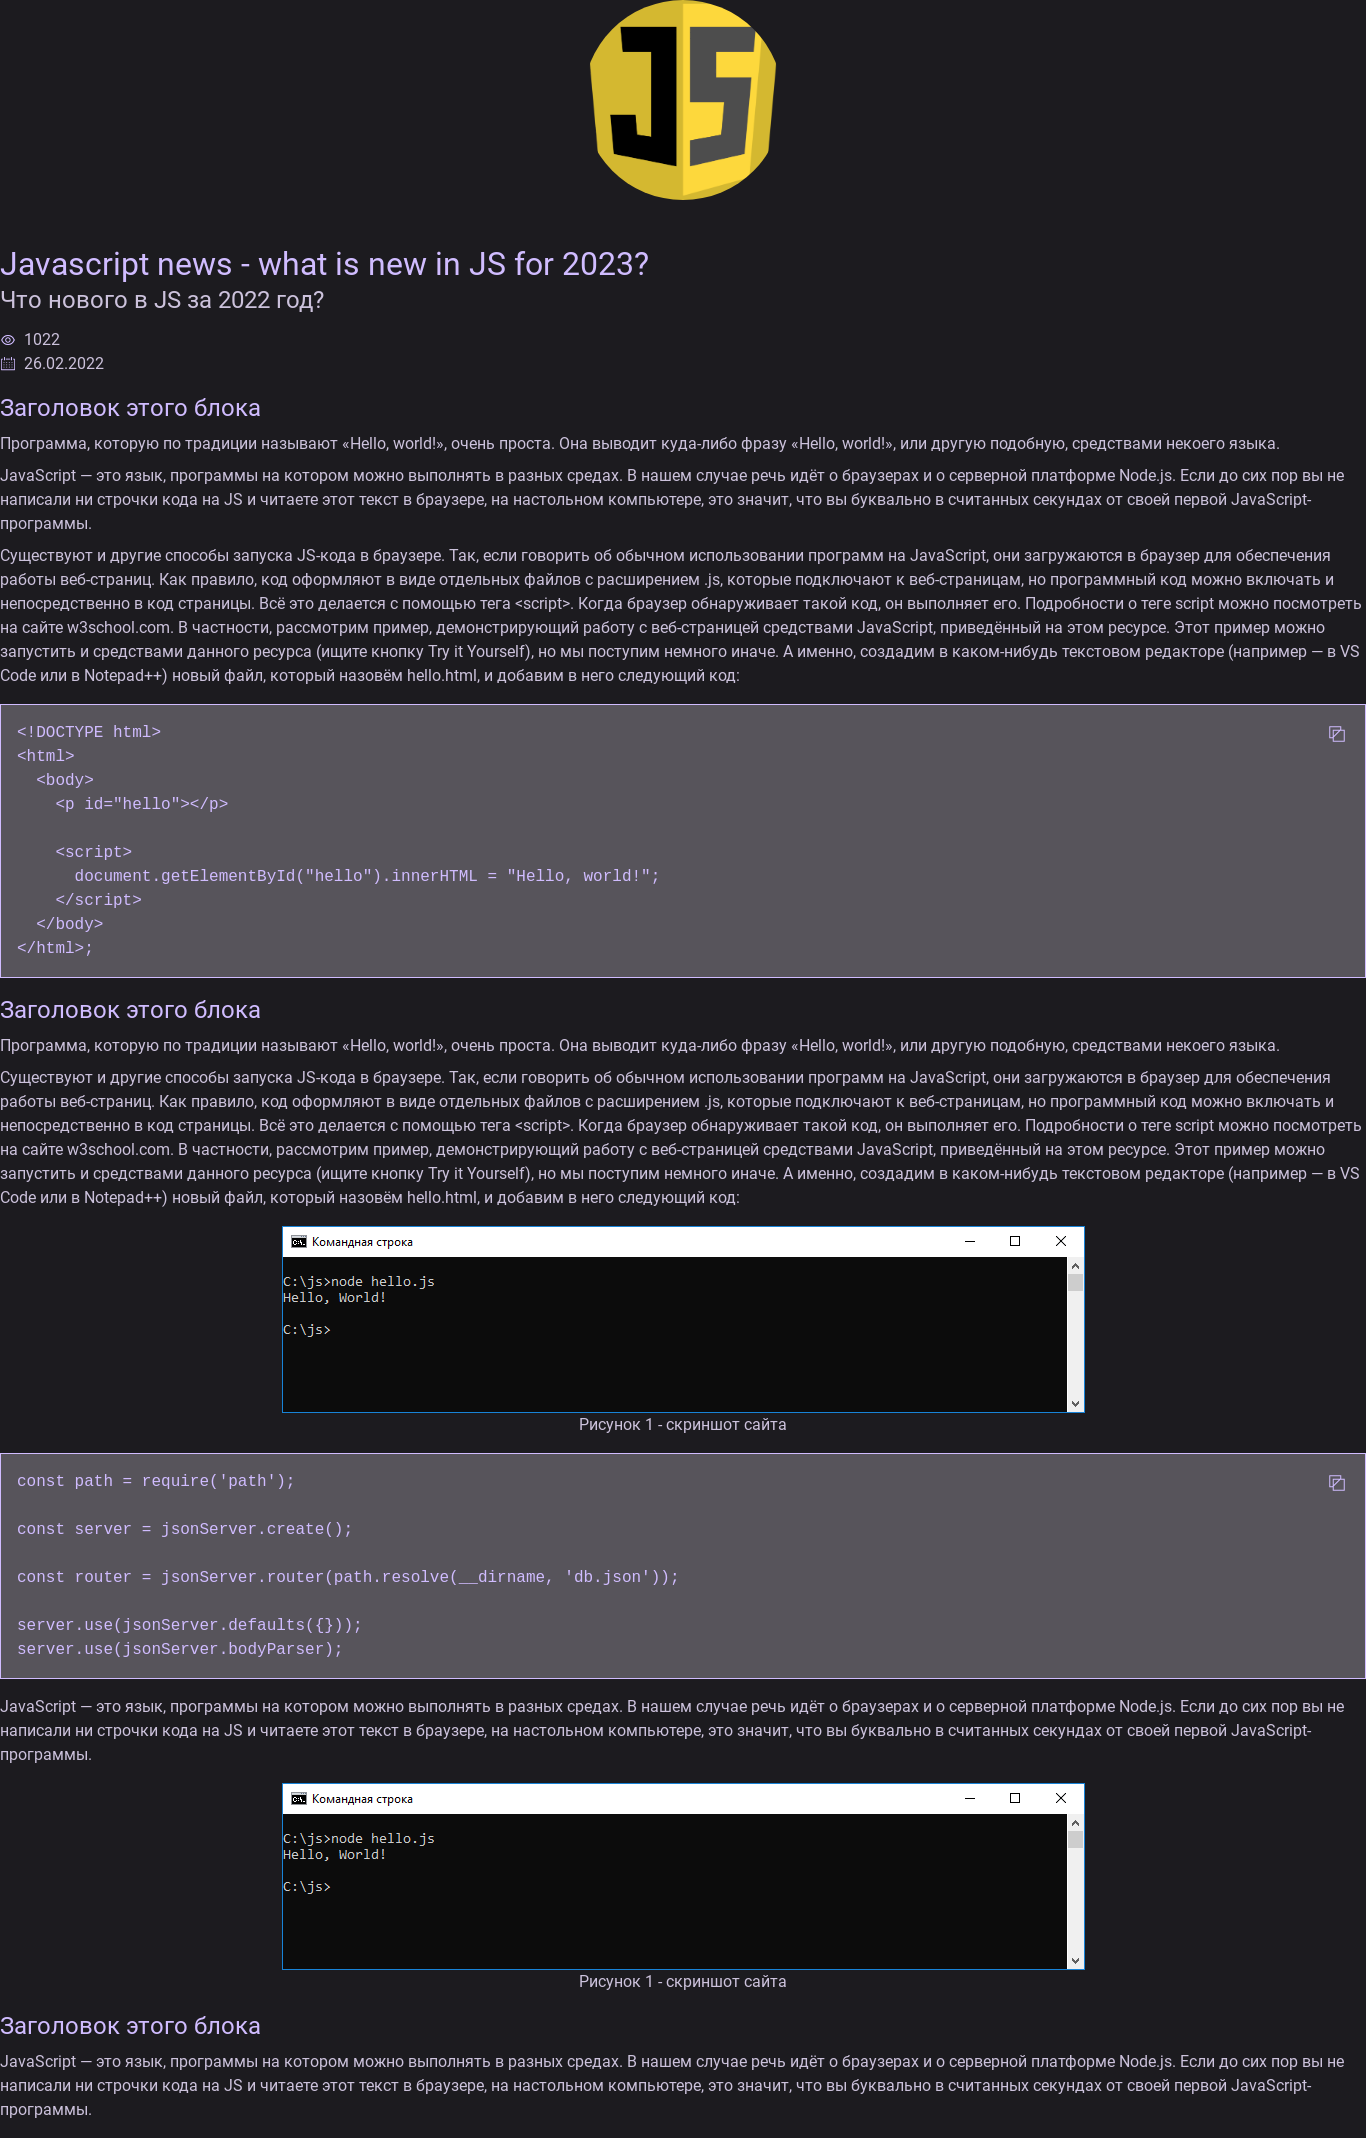 JS
Javascript news - what is new in JS for 2023?
Что нового в JS за 2022 год?
1022
26.02.2022
Заголовок этого блока
Программа, которую по традиции называют «Hello, world!», очень проста. Она выводит куда-либо фразу «Hello, world!», или другую подобную, средствами некоего языка.
JavaScript — это язык, программы на котором можно выполнять в разных средах. В нашем случае речь идёт о браузерах и о серверной платформе Node.js. Если до сих пор вы не
написали ни строчки кода на JS и читаете этот текст в браузере, на настольном компьютере, это значит, что вы буквально в считанных секундах от своей первой JavaScript-
программы.
Существуют и другие способы запуска JS-кода в браузере. Так, если говорить об обычном использовании программ на JavaScript, они загружаются в браузер для обеспечения
работы веб-страниц. Как правило, код оформляют в виде отдельных файлов с расширением .js, которые подключают к веб-страницам, но программный код можно включать и
непосредственно в код страницы. Всё это делается с помощью тега <script>. Когда браузер обнаруживает такой код, он выполняет его. Подробности о теге script можно посмотреть
на сайте w3school.com. В частности, рассмотрим пример, демонстрирующий работу с веб-страницей средствами JavaScript, приведённый на этом ресурсе. Этот пример можно
запустить и средствами данного ресурса (ищите кнопку Try it Yourself), но мы поступим немного иначе. А именно, создадим в каком-нибудь текстовом редакторе (например — в VS
Code или в Notepad++) новый файл, который назовём hello.html, и добавим в него следующий код:
<!DOCTYPE html>
<html>
  <body>
    <p id="hello"></p>

    <script>
      document.getElementById("hello").innerHTML = "Hello, world!";
    </script>
  </body>
</html>;
Заголовок этого блока
Программа, которую по традиции называют «Hello, world!», очень проста. Она выводит куда-либо фразу «Hello, world!», или другую подобную, средствами некоего языка.
Существуют и другие способы запуска JS-кода в браузере. Так, если говорить об обычном использовании программ на JavaScript, они загружаются в браузер для обеспечения
работы веб-страниц. Как правило, код оформляют в виде отдельных файлов с расширением .js, которые подключают к веб-страницам, но программный код можно включать и
непосредственно в код страницы. Всё это делается с помощью тега <script>. Когда браузер обнаруживает такой код, он выполняет его. Подробности о теге script можно посмотреть
на сайте w3school.com. В частности, рассмотрим пример, демонстрирующий работу с веб-страницей средствами JavaScript, приведённый на этом ресурсе. Этот пример можно
запустить и средствами данного ресурса (ищите кнопку Try it Yourself), но мы поступим немного иначе. А именно, создадим в каком-нибудь текстовом редакторе (например — в VS
Code или в Notepad++) новый файл, который назовём hello.html, и добавим в него следующий код:
Командная строка
C:\js>node hello.js
Hello, World!
C:\js>
Рисунок 1 - скриншот сайта
const path = require('path');

const server = jsonServer.create();

const router = jsonServer.router(path.resolve(__dirname, 'db.json'));

server.use(jsonServer.defaults({}));
server.use(jsonServer.bodyParser);
JavaScript — это язык, программы на котором можно выполнять в разных средах. В нашем случае речь идёт о браузерах и о серверной платформе Node.js. Если до сих пор вы не
написали ни строчки кода на JS и читаете этот текст в браузере, на настольном компьютере, это значит, что вы буквально в считанных секундах от своей первой JavaScript-
программы.
Командная строка
C:\js>node hello.js
Hello, World!
C:\js>
Рисунок 1 - скриншот сайта
Заголовок этого блока
JavaScript — это язык, программы на котором можно выполнять в разных средах. В нашем случае речь идёт о браузерах и о серверной платформе Node.js. Если до сих пор вы не
написали ни строчки кода на JS и читаете этот текст в браузере, на настольном компьютере, это значит, что вы буквально в считанных секундах от своей первой JavaScript-
программы.